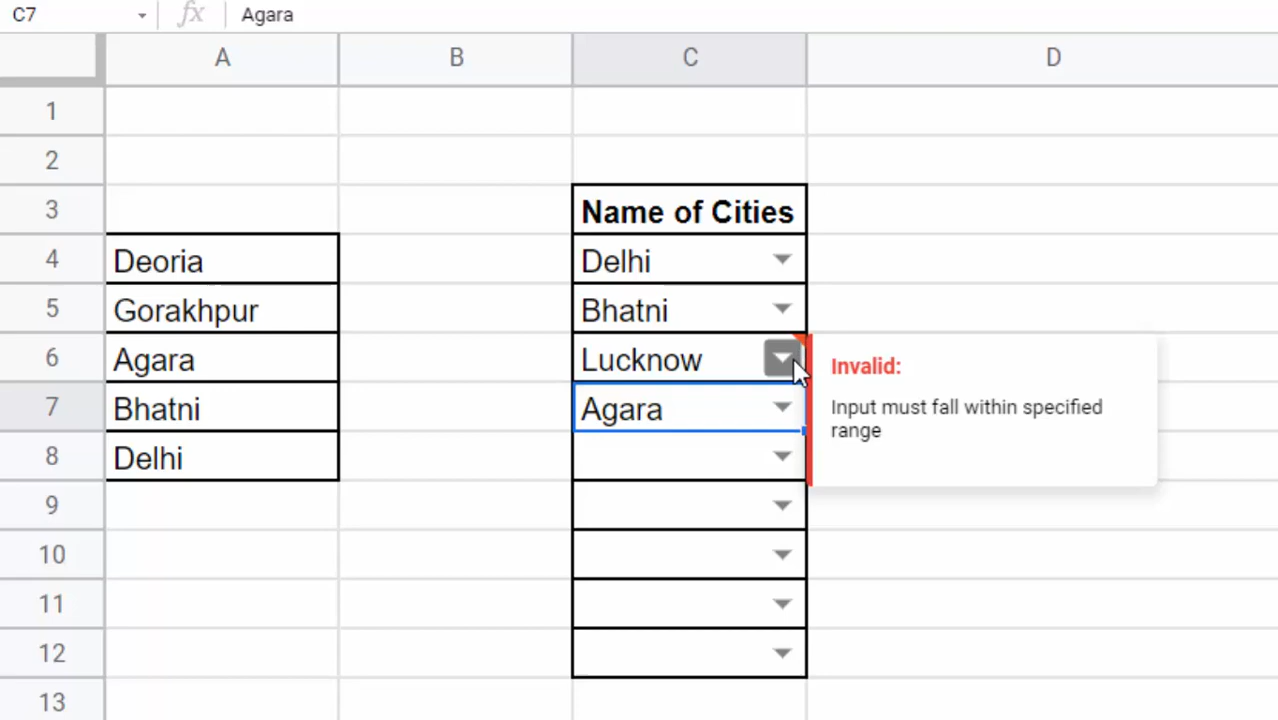 C7 fx Agara
A B C D
1
2
3 Name of Cities
4 Deoria Delhi
5 Gorakhpur Bhatni
6 Agara Lucknow Invalid:
7 Bhatni Agara Input must fall within specified
range
8 Delhi
9
10
11
12
13